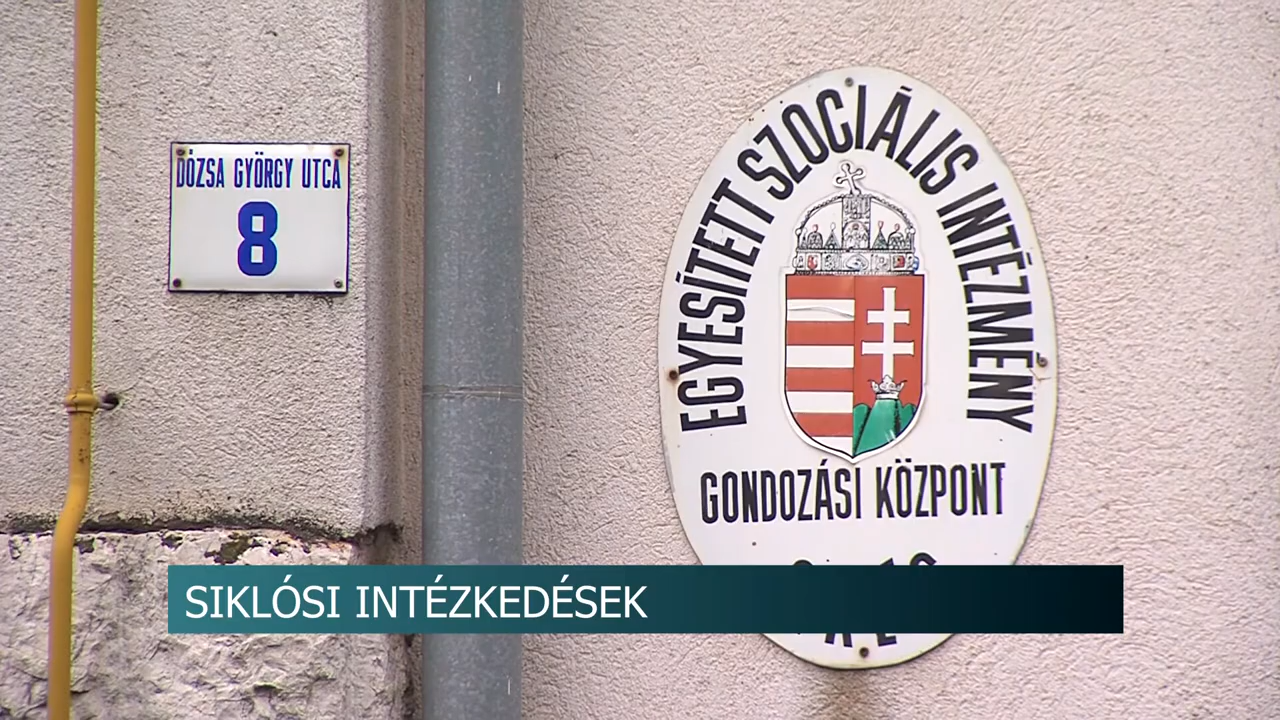 DÓZSA GYÖRGY UTCA
8
EGYESÍTETT SZOCIÁLIS INTÉZMÉNY
GONDOZÁSI KÖZPONT
SIKLÓSI INTÉZKEDÉSEK